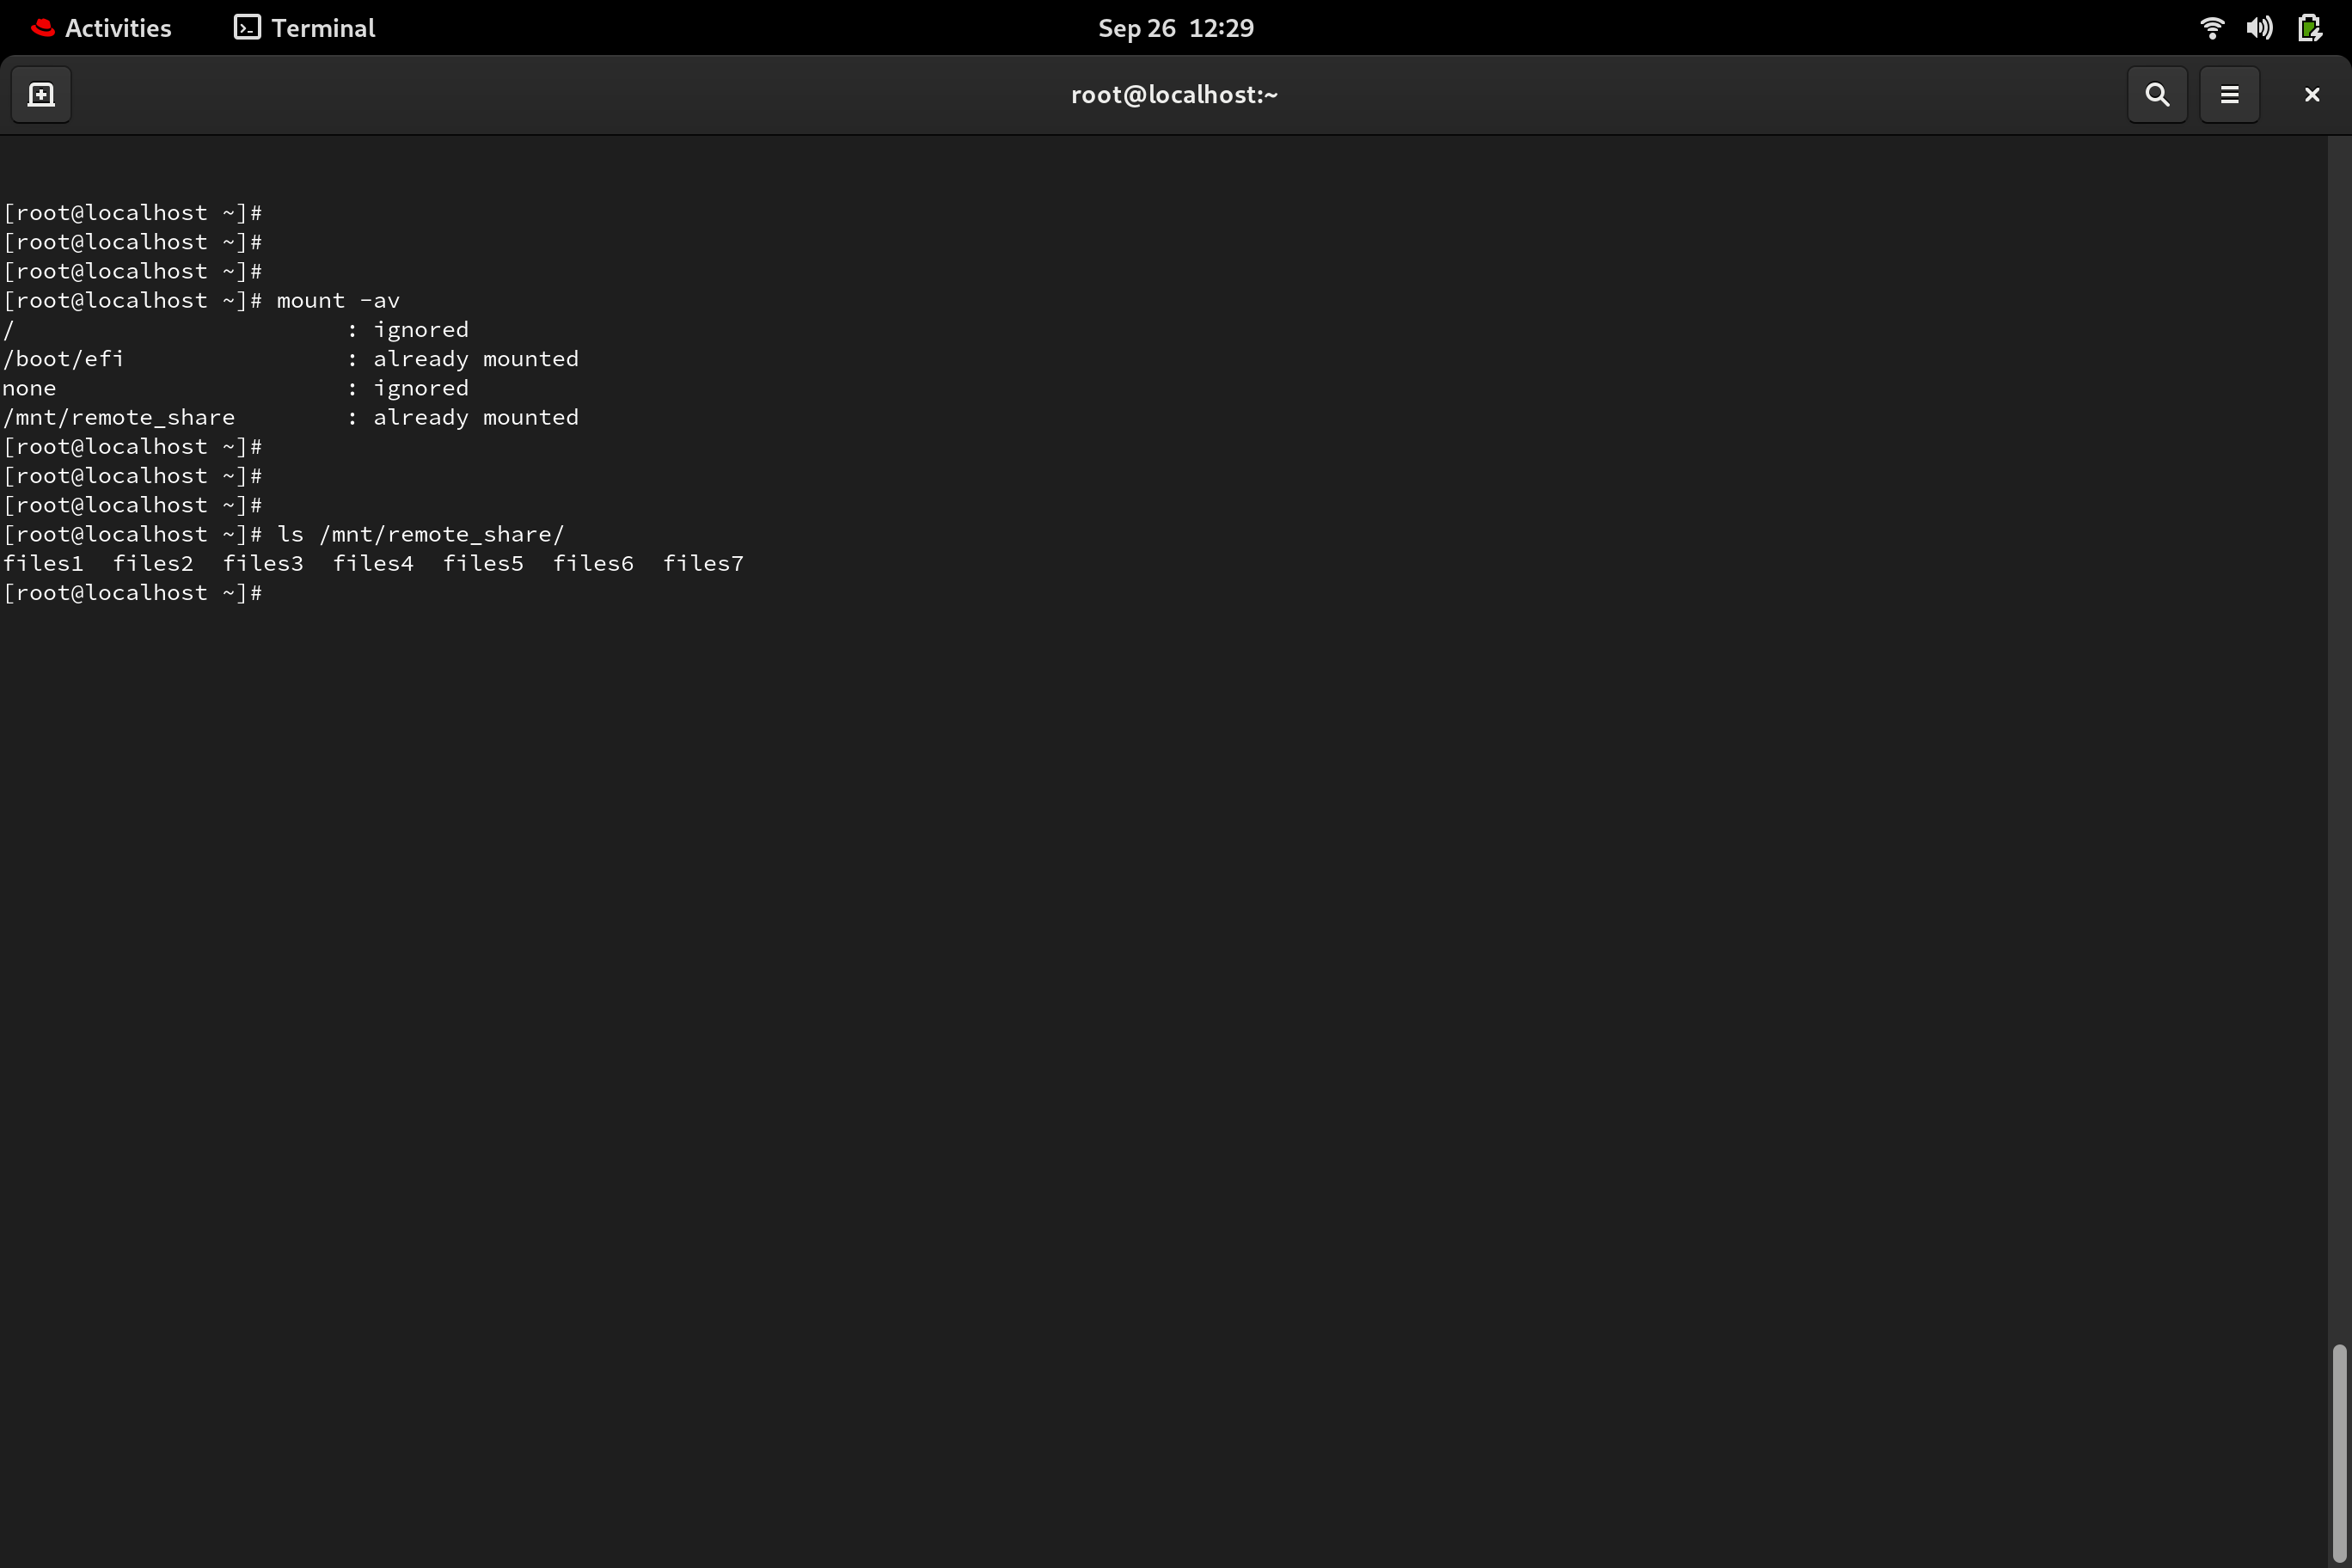 Activities Terminal Sep 26 12:29
root@localhost:~
[root@localhost ~]#
[root@localhost ~]#
[root@localhost ~]#
[root@localhost ~]# mount -av
/                        : ignored
/boot/efi                : already mounted
none                     : ignored
/mnt/remote_share        : already mounted
[root@localhost ~]#
[root@localhost ~]#
[root@localhost ~]#
[root@localhost ~]# ls /mnt/remote_share/
files1  files2  files3  files4  files5  files6  files7
[root@localhost ~]#